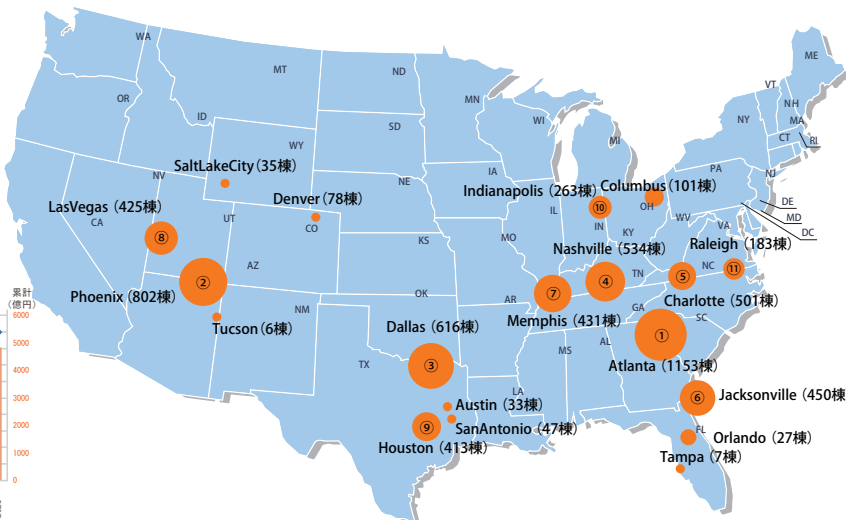 WA
MT
ND
OR
ID
SD
MN
WI
MI
ME
VT
NH
NY
MA
CT
RI
WY
SaltLakeCity（35棟）
NV
NE
IA
PA
NJ
Indianapolis（263棟）
Columbus（101棟）
LasVegas（425棟）
Denver（78棟）
⑩
OH
DE
MD
DC
CA
⑧
UT
CO
IL
IN
WV
VA
KS
MO
KY
Nashville（534棟）
Raleigh（183棟）
AZ
②
TN
④
⑤
NC
⑪
Phoenix（802棟）
NM
OK
AR
⑦
GA
Charlotte（501棟）
Tucson（6棟）
Dallas（616棟）
Memphis（431棟）
SC
①
AL
MS
TX
③
Atlanta（1153棟）
LA
⑥
Jacksonville（450棟
Austin（33棟）
⑨
SanAntonio（47棟）
FL
Orlando（27棟）
Houston（413棟）
Tampa（7棟）
累計
（億円）
6000
5000
4000
3000
2000
1000
0